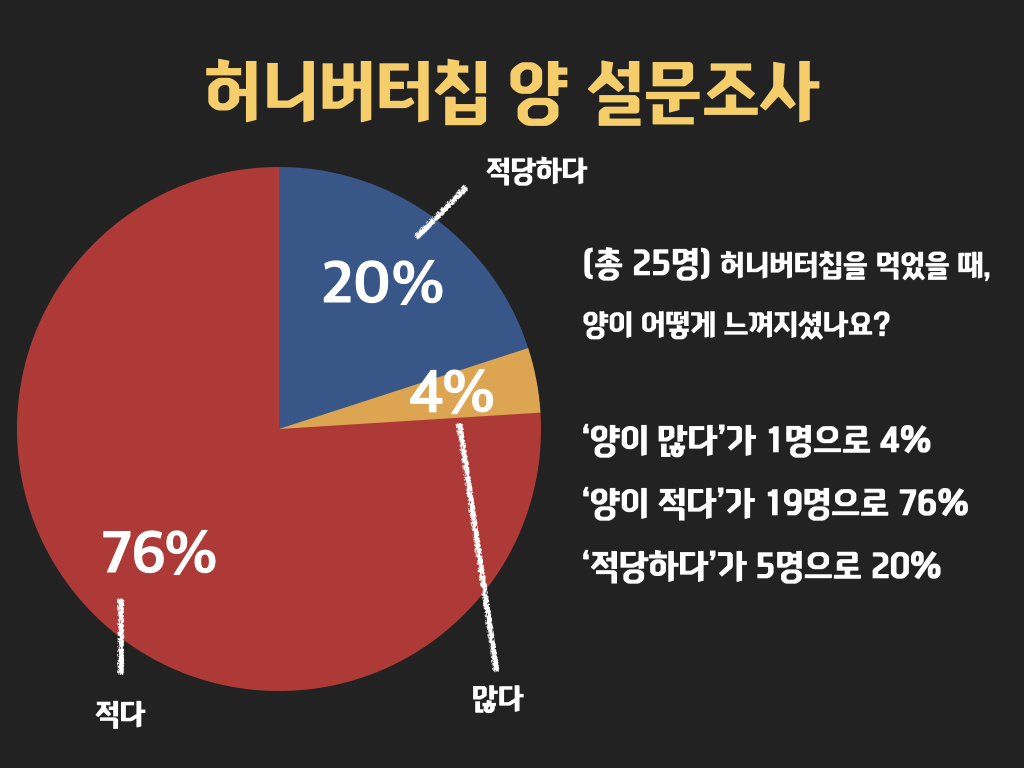 허니버터칩 양 설문조사
적당하다
20%
(총 25명) 허니버터칩을 먹었을 때,
양이 어떻게 느껴지셨나요?
4%
‘양이 많다’가 1명으로 4%
‘양이 적다’가 19명으로 76%
76%
‘적당하다’가 5명으로 20%
적다
많다